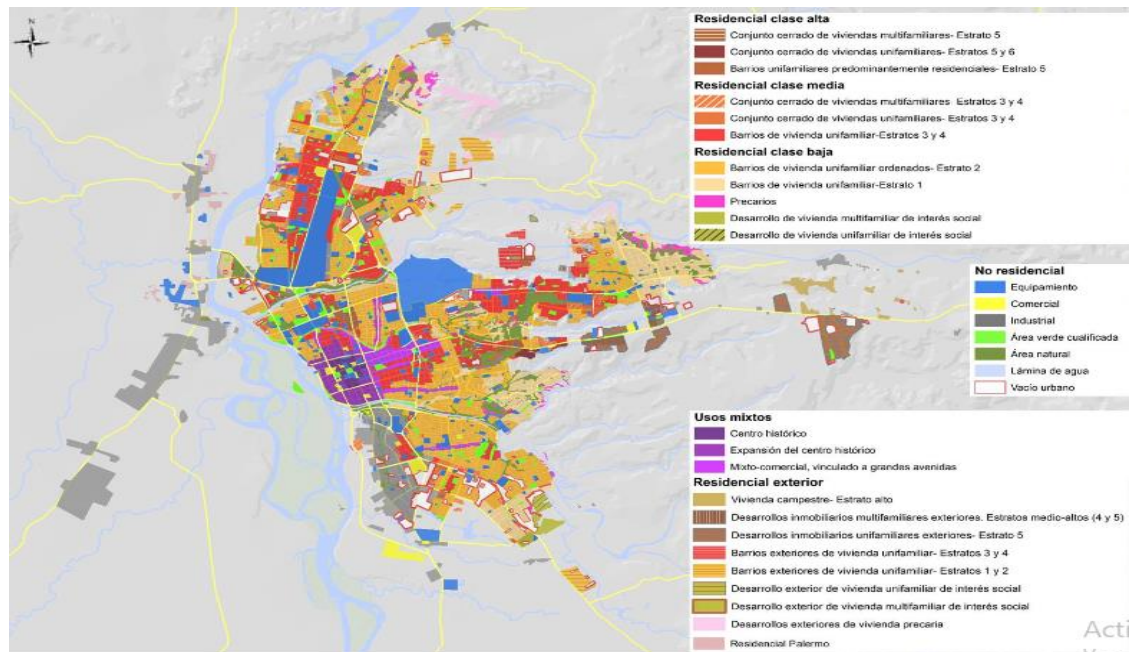 N
Residencial clase alta
Conjunto cerrado de viviendas multifamiliares- Estrato 5
Conjunto cerrado de viviendas unifamiliares- Estratos 5 y 6
Barrios unifamiliares predominantemente residenciales- Estrato 5
Residencial clase media
Conjunto cerrado de viviendas multifamiliares Estratos 3 y 4
Conjunto cerrado de viviendas unifamiliares- Estratos 3 y 4
Barrios de vivienda unifamiliar-Estratos 3 y 4
Residencial clase baja
Barrios de vivienda unifamiliar ordenados- Estrato 2
Barrios de vivienda unifamiliar-Estrato 1
Precarios
Desarrollo de vivienda multifamiliar de interés social
Desarrollo de vivienda unifamiliar de interés social
No residencial
Equipamiento
Comercial
Industrial
Área verde cualificada
Área natural
Lámina de agua
Vacío urbano
Usos mixtos
Centro histórico
Expansión del centro histórico
Mixto-comercial, vinculado a grandes avenidas
Residencial exterior
Vivienda campestre- Estrato alto
Desarrollos inmobiliarios multifamiliares exteriores. Estratos medio-altos (4 y 5)
Desarrollos inmobiliarios unifamiliares exteriores- Estrato 5
Barrios exteriores de vivienda unifamiliar- Estratos 3 y 4
Barrios exteriores de vivienda unifamiliar- Estratos 1 y 2
Desarrollo exterior de vivienda unifamiliar de interés social
Desarrollo exterior de vivienda multifamiliar de interés social
Desarrollos exteriores de vivienda precaria
Residencial Palermo
Acti